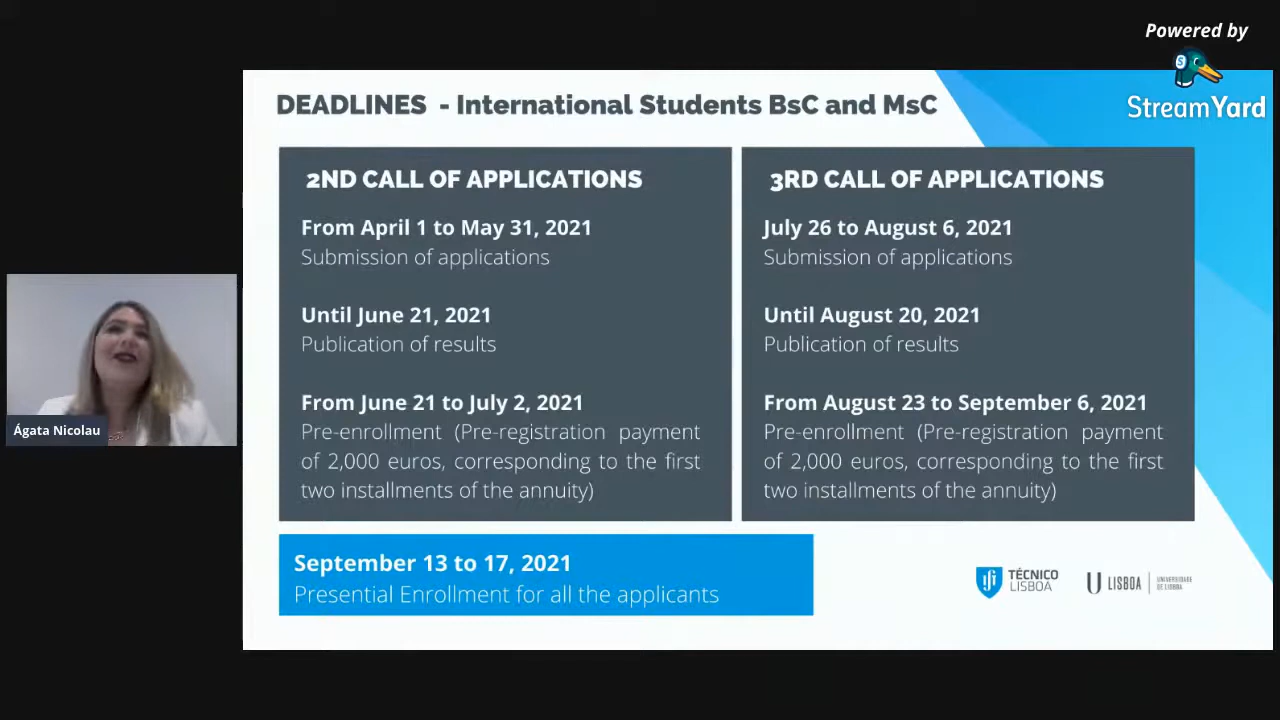 Powered by
StreamYard
DEADLINES - International Students BsC and MsC
2ND CALL OF APPLICATIONS
From April 1 to May 31, 2021
Submission of applications
Until June 21, 2021
Publication of results
From June 21 to July 2, 2021
Pre-enrollment (Pre-registration payment
of 2,000 euros, corresponding to the first
two installments of the annuity)
3RD CALL OF APPLICATIONS
July 26 to August 6, 2021
Submission of applications
Until August 20, 2021
Publication of results
From August 23 to September 6, 2021
Pre-enrollment (Pre-registration payment
of 2,000 euros, corresponding to the first
two installments of the annuity)
Ágata Nicolau
September 13 to 17, 2021
Presential Enrollment for all the applicants
TÉCNICO
LISBOA
LISBOA
UNIVERSIDADE
DE LISBOA